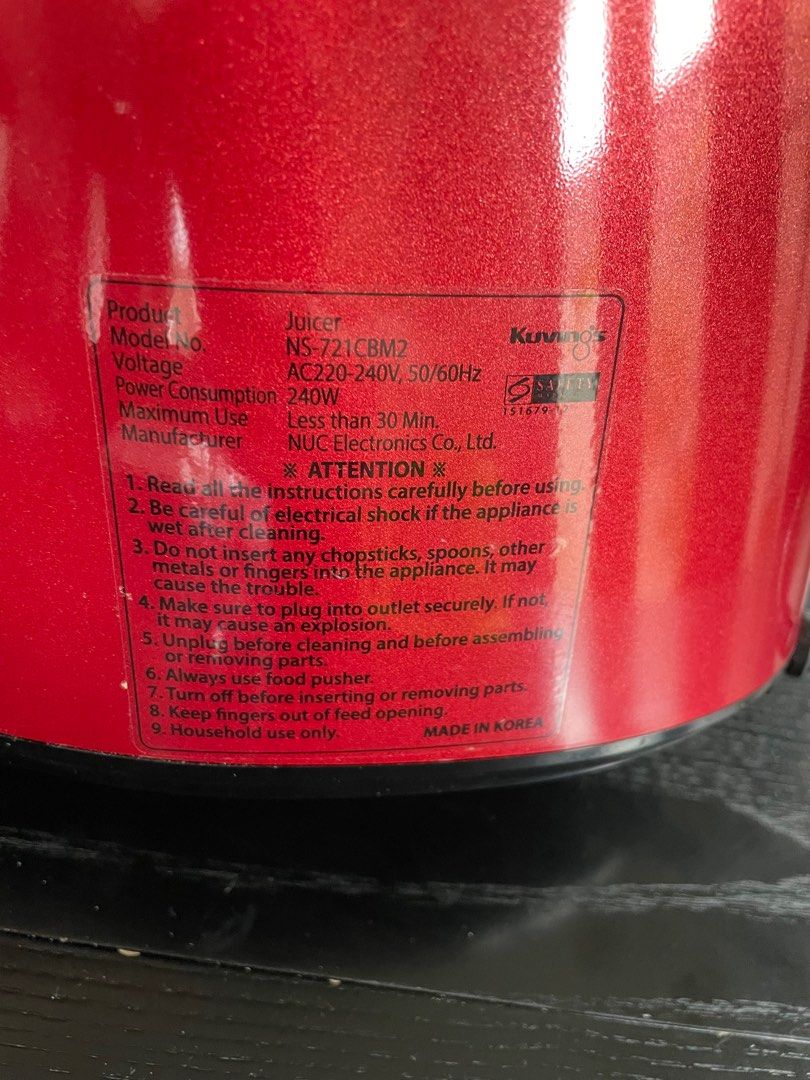 Product Juicer
Model No. NS-721CBM2
Voltage AC220-240V, 50/60Hz
Power Consumption 240W
Maximum Use Less than 30 Min.
Manufacturer NUC Electronics Co., Ltd.
Kuvings
SAFETY
※ ATTENTION ※
1. Read all the instructions carefully before using.
2. Be careful of electrical shock if the appliance is
wet after cleaning.
3. Do not insert any chopsticks, spoons, other
metals or fingers into the appliance. It may
cause the trouble.
4. Make sure to plug into outlet securely. If not,
it may cause an explosion.
5. Unplug before cleaning and before assembling
or removing parts.
6. Always use food pusher.
7. Turn off before inserting or removing parts.
8. Keep fingers out of feed opening.
9. Household use only.
MADE IN KOREA